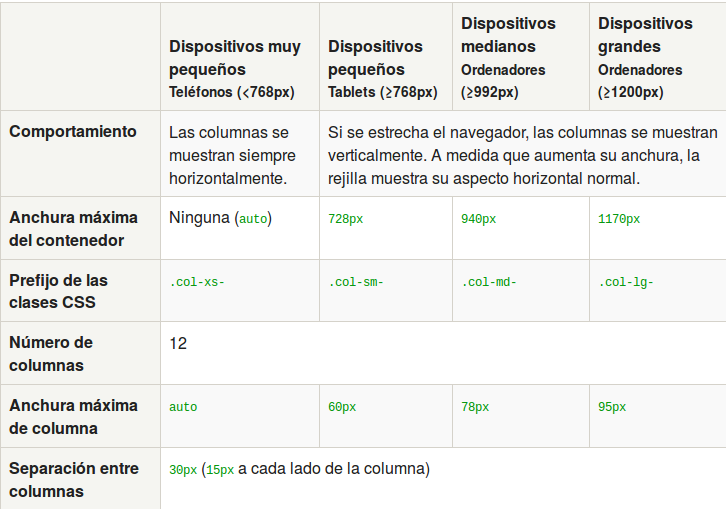 Dispositivos muy
pequeños
Teléfonos (<768px)
Dispositivos
pequeños
Tablets (≥768px)
Dispositivos
medianos
Ordenadores
(≥992px)
Dispositivos
grandes
Ordenadores
(≥1200px)
Comportamiento
Las columnas se
muestran siempre
horizontalmente.
Si se estrecha el navegador, las columnas se muestran
verticalmente. A medida que aumenta su anchura, la
rejilla muestra su aspecto horizontal normal.
Anchura máxima
del contenedor
Ninguna (auto)
728px
940px
1170px
Prefijo de las
clases CSS
.col-xs-
.col-sm-
.col-md-
.col-lg-
Número de
columnas
12
Anchura máxima
de columna
auto
60px
78px
95px
Separación entre
columnas
30px (15px a cada lado de la columna)